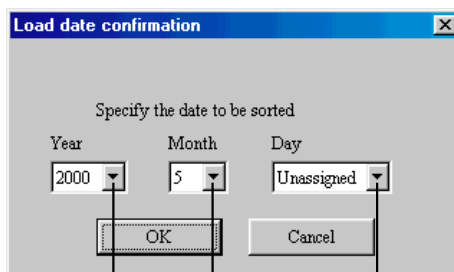 Load date confirmation
Specify the date to be sorted
Year Month Day
2000 5 Unassigned
OK Cancel